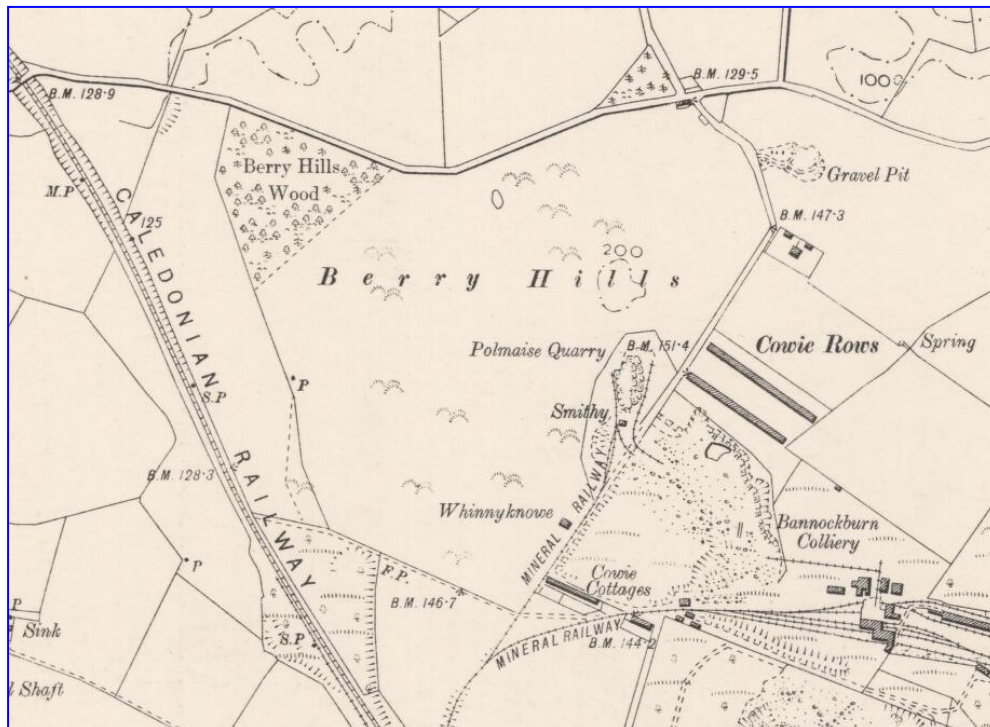 B.M. 128·9
B.M. 129·5
100
Berry Hills
Wood
Gravel Pit
M.P
B.M. 147·3
125
CALEDONIAN RAILWAY
200
Berry Hills
Polmaise Quarry
B.M. 151·4
Cowie Rows
Spring
P
S.P
Smithy
B.M. 128·3
MINERAL RAILWAY
Whinnyknowe
Bannockburn
Colliery
P
F.P.
Cowie
Cottages
B.M. 146·7
P
Sink
MINERAL RAILWAY
B.M. 144·2
S.P
l Shaft